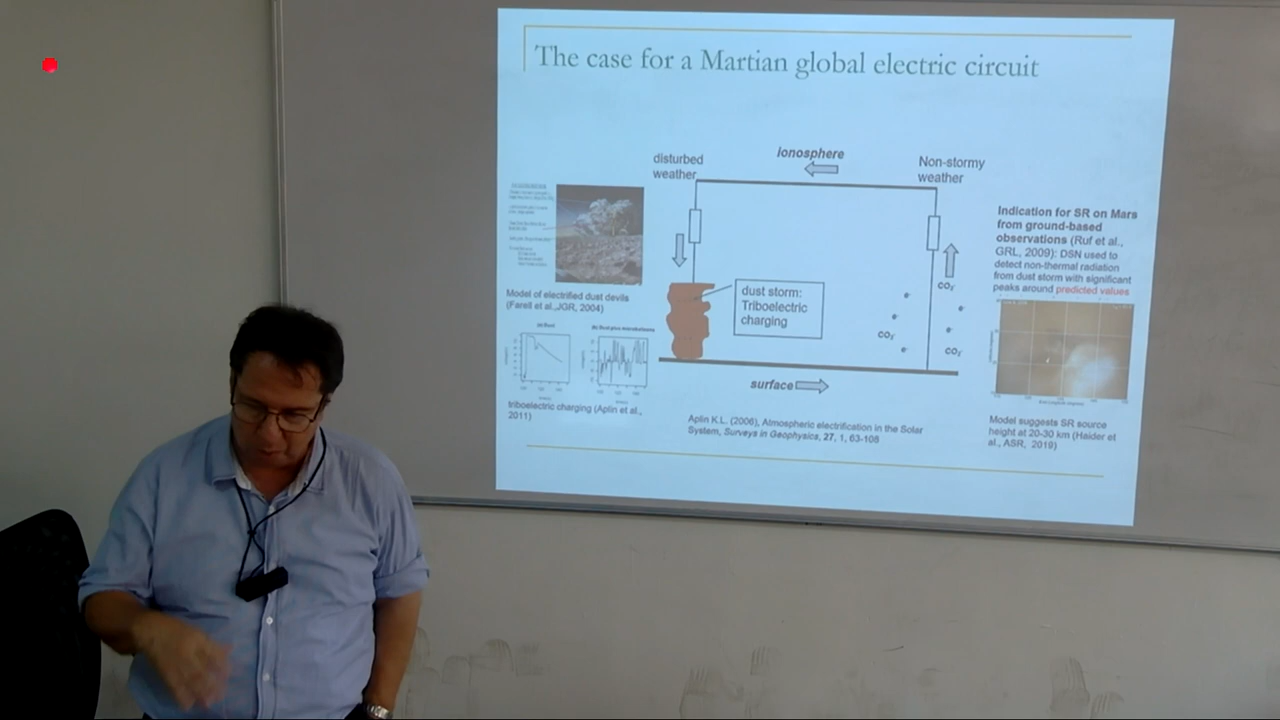 The case for a Martian global electric circuit
ionosphere
disturbed
weather
Non-stormy
weather
Model of electrified dust devils
(Farell et al.,JGR, 2004)
triboelectric charging (Aplin et al.,
2011)
dust storm:
Triboelectric
charging
CO₃⁻
e⁻
e⁻
e⁻
CO₃⁻
e⁻
e⁻
CO₃⁻
surface
Aplin K.L. (2006), Atmospheric electrification in the Solar
System, Surveys in Geophysics, 27, 1, 63-108
Indication for SR on Mars
from ground-based
observations (Ruf et al.,
GRL, 2009): DSN used to
detect non-thermal radiation
from dust storm with significant
peaks around predicted values
Model suggests SR source
height at 20-30 km (Haider et
al., ASR, 2019)